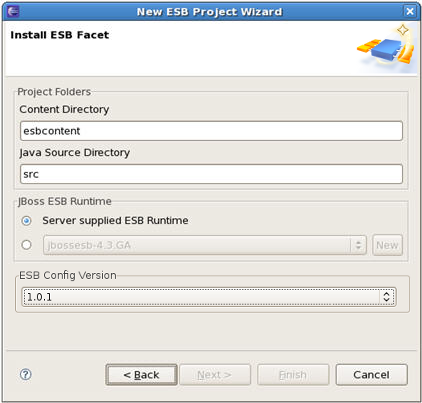 New ESB Project Wizard
Install ESB Facet
Project Folders
Content Directory
esbcontent
Java Source Directory
src
JBoss ESB Runtime
Server supplied ESB Runtime
jbossesb-4.3.GA
New
ESB Config Version
1.0.1
?
< Back
Next >
Finish
Cancel